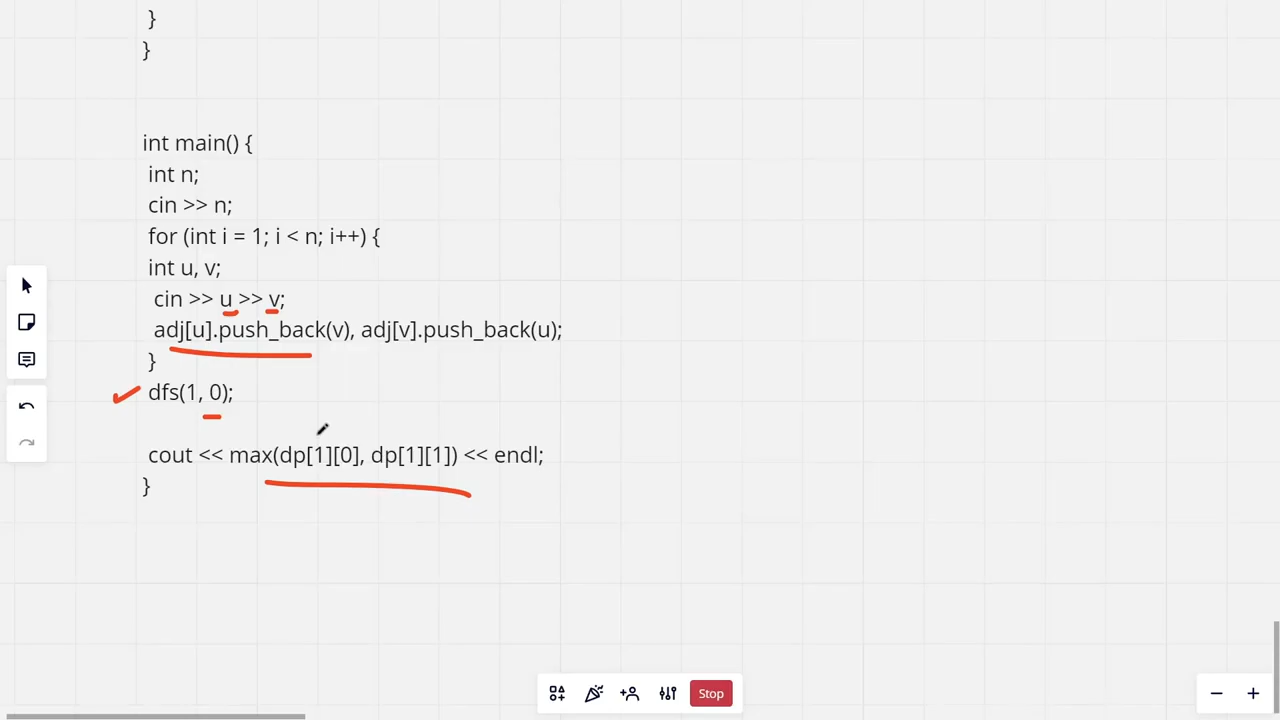 }
}
int main() {
int n;
cin >> n;
for (int i = 1; i < n; i++) {
int u, v;
cin >> u >> v;
adj[u].push_back(v), adj[v].push_back(u);
}
dfs(1, 0);
cout << max(dp[1][0], dp[1][1]) << endl;
}
Stop